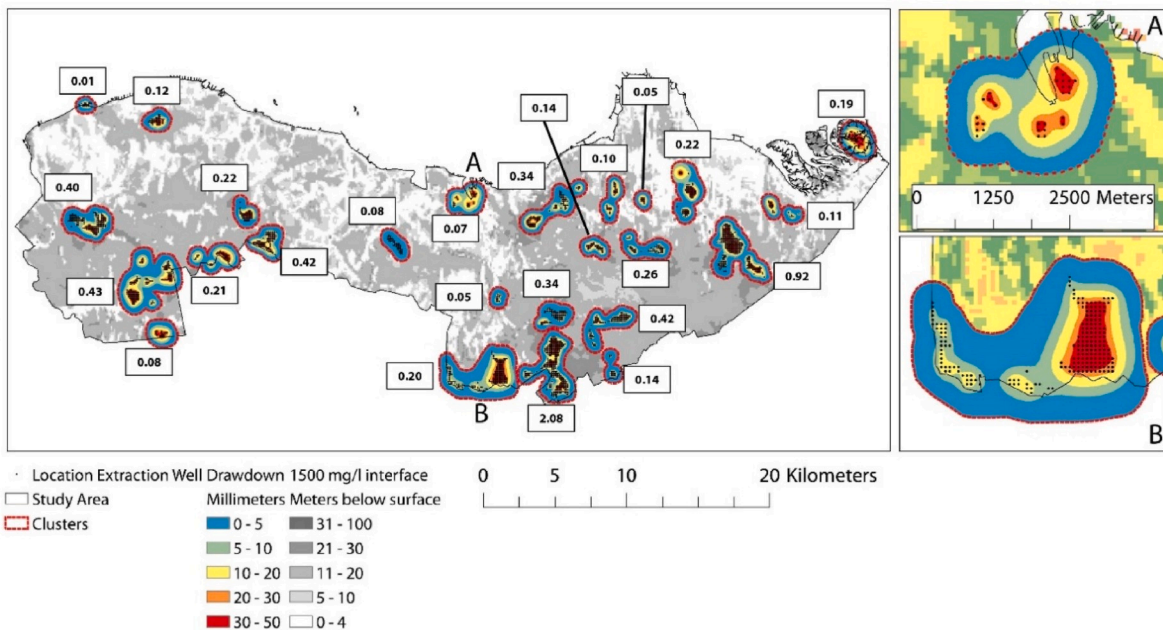 0.01
0.12
0.14
0.05
0.19
0.40
0.22
A
0.34
0.10
0.22
0.08
0.07
0.11
0.42
0.43
0.21
0.05
0.34
0.26
0.92
0.42
0.08
0.20
B
2.08
0.14
A
0 1250 2500 Meters
B
Location Extraction Well Drawdown 1500 mg/l interface
Study Area
Clusters
Millimeters Meters below surface
0 - 5 31 - 100
5 - 10 21 - 30
10 - 20 11 - 20
20 - 30 5 - 10
30 - 50 0 - 4
0 5 10 20 Kilometers